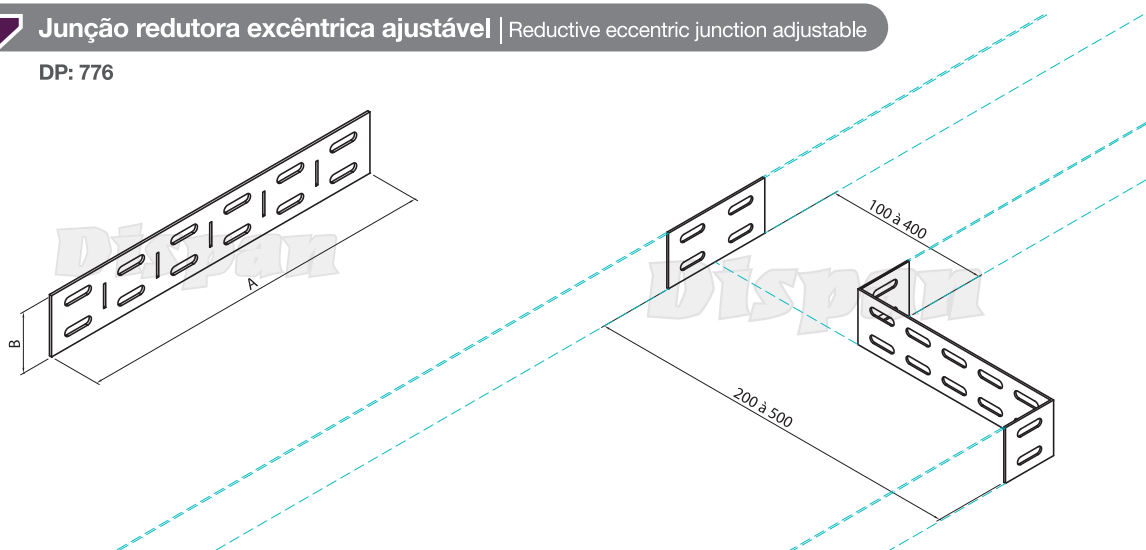 Junção redutora excêntrica ajustável | Reductive eccentric junction adjustable
DP: 776
Dispan
A
B
100 à 400
Dispan
200 à 500